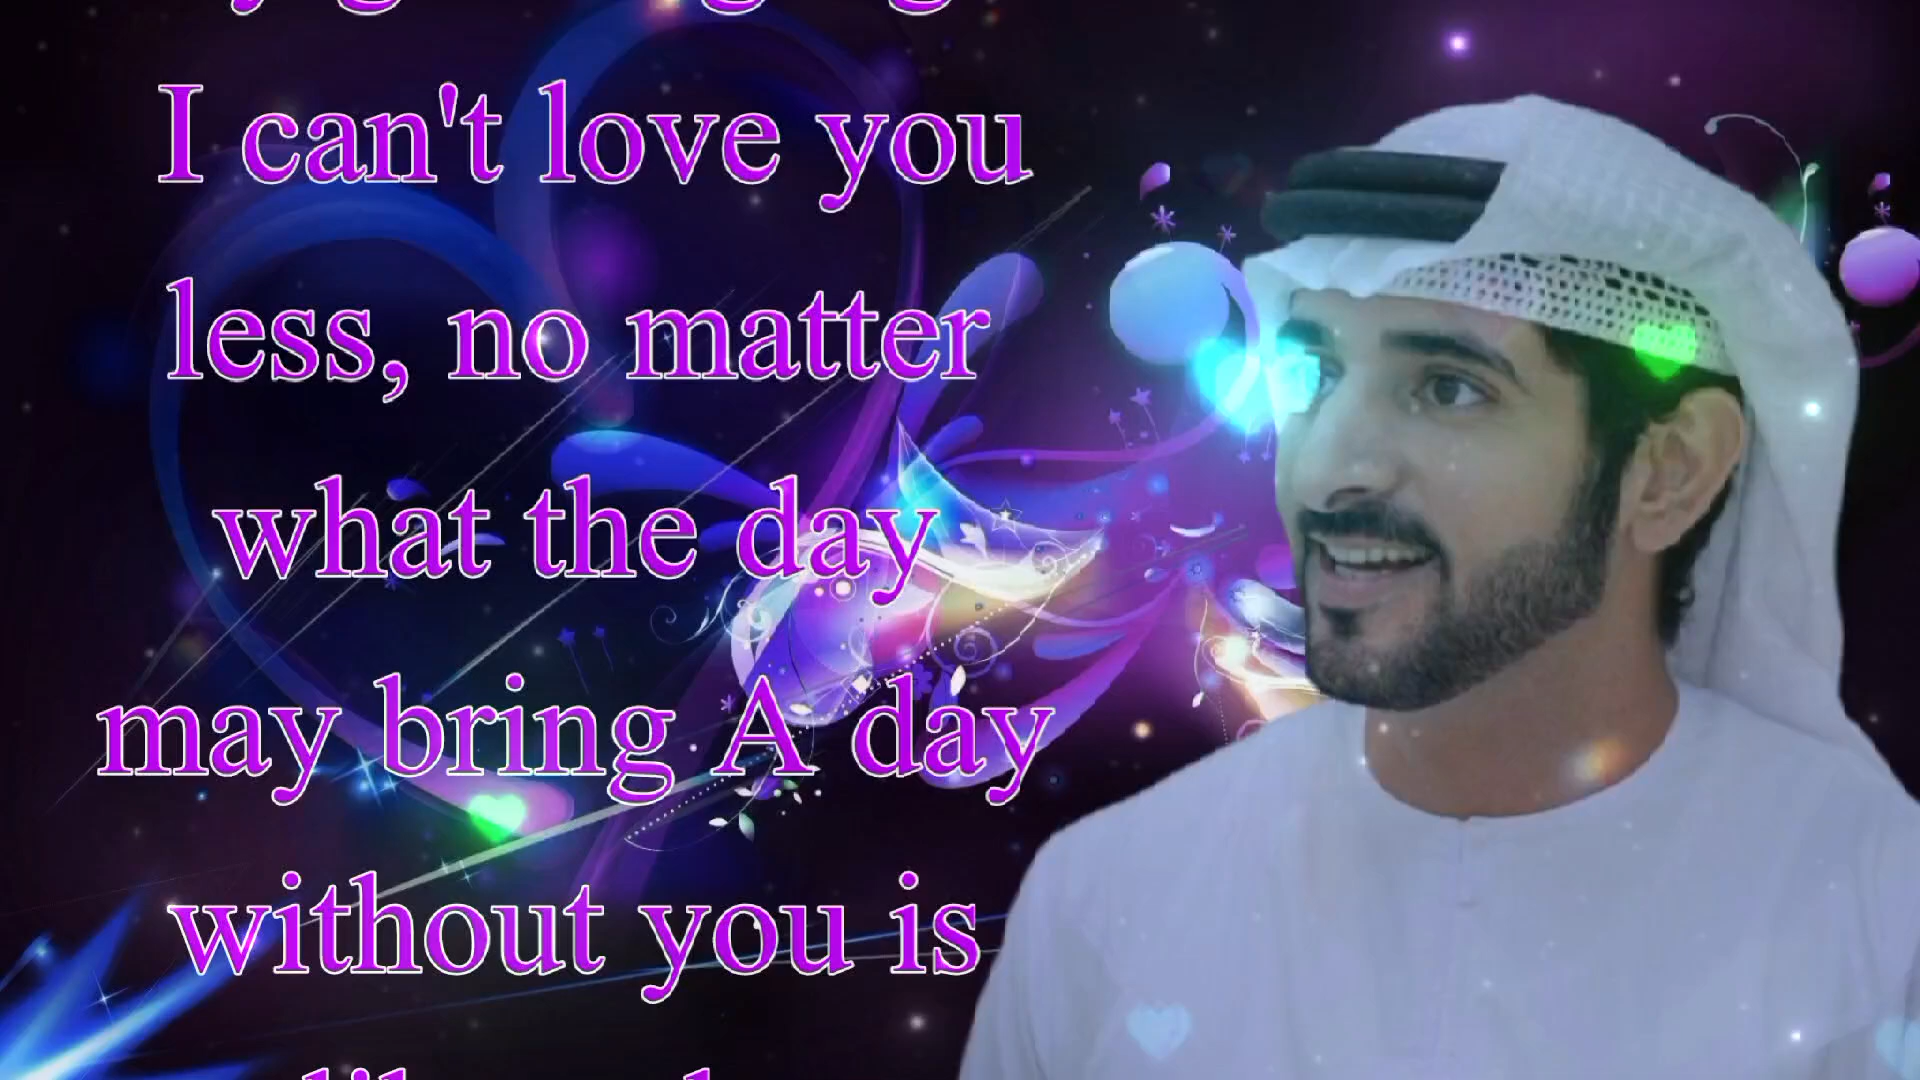 I can't love you
less, no matter
what the day
may bring A day
without you is